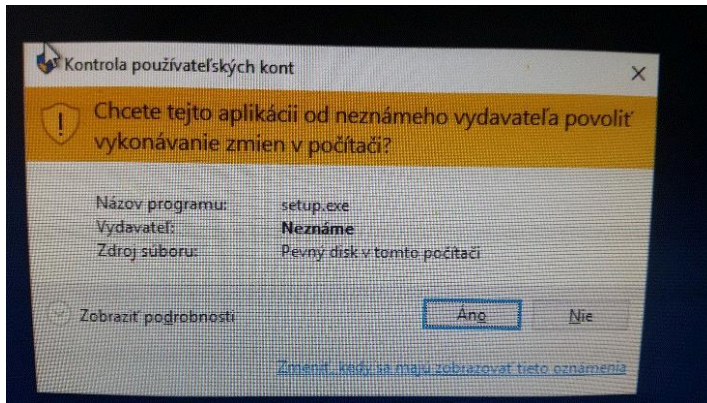 Kontrola používateľských kont
Chcete tejto aplikácii od neznámeho vydavateľa povoliť
vykonávanie zmien v počítači?
Názov programu: setup.exe
Vydavateľ: Neznáme
Zdroj súboru: Pevný disk v tomto počítači
Zobraziť podrobnosti
Áno
Nie
Zmeniť, kedy sa majú zobrazovať tieto oznámenia